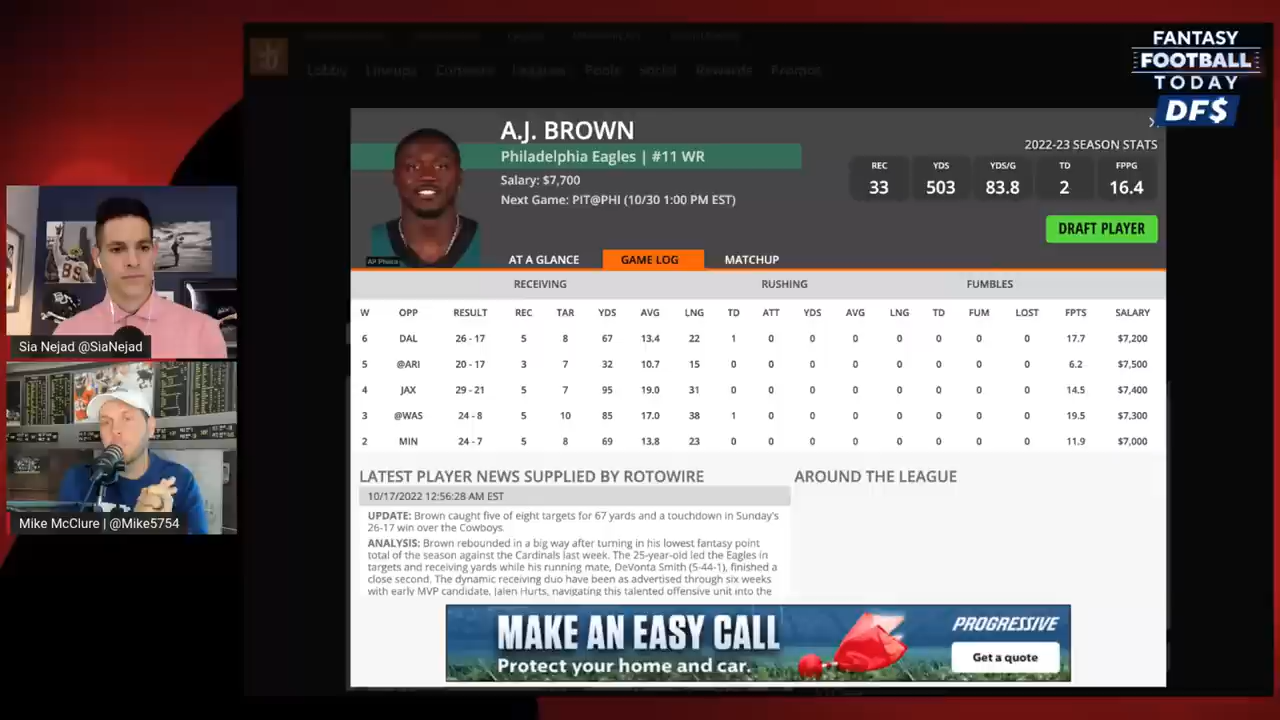 FANTASY
FOOTBALL
TODAY
DF$
Lobby Lineups Contests Leagues Pools Social Rewards Promos
A.J. BROWN
Philadelphia Eagles | #11 WR
Salary: $7,700
Next Game: PIT@PHI (10/30 1:00 PM EST)
2022-23 SEASON STATS
REC YDS YDS/G TD FPPG
33 503 83.8 2 16.4
DRAFT PLAYER
AP Photo
AT A GLANCE GAME LOG MATCHUP
RECEIVING RUSHING FUMBLES
W OPP RESULT REC TAR YDS AVG LNG TD ATT YDS AVG LNG TD FUM LOST FPTS SALARY
6 DAL 26 - 17 5 8 67 13.4 22 1 0 0 0 0 0 0 0 17.7 $7,200
5 @ARI 20 - 17 3 7 32 10.7 15 0 0 0 0 0 0 0 0 6.2 $7,500
4 JAX 29 - 21 5 7 95 19.0 31 0 0 0 0 0 0 0 0 14.5 $7,400
3 @WAS 24 - 8 5 10 85 17.0 38 1 0 0 0 0 0 0 0 19.5 $7,300
2 MIN 24 - 7 5 8 69 13.8 23 0 0 0 0 0 0 0 0 11.9 $7,000
LATEST PLAYER NEWS SUPPLIED BY ROTOWIRE
AROUND THE LEAGUE
10/17/2022 12:56:28 AM EST
UPDATE: Brown caught five of eight targets for 67 yards and a touchdown in Sunday's
26-17 win over the Cowboys.
ANALYSIS: Brown rebounded in a big way after turning in his lowest fantasy point
total of the season against the Cardinals last week. The 25-year-old led the Eagles in
targets and receiving yards while his running mate, DeVonta Smith (5-44-1), finished a
close second. The dynamic receiving duo have been as advertised through six weeks
with early MVP candidate, Jalen Hurts, navigating this talented offensive unit into the
MAKE AN EASY CALL
Protect your home and car.
PROGRESSIVE
Get a quote
89
Sia Nejad @SiaNejad
Mike McClure | @Mike5754